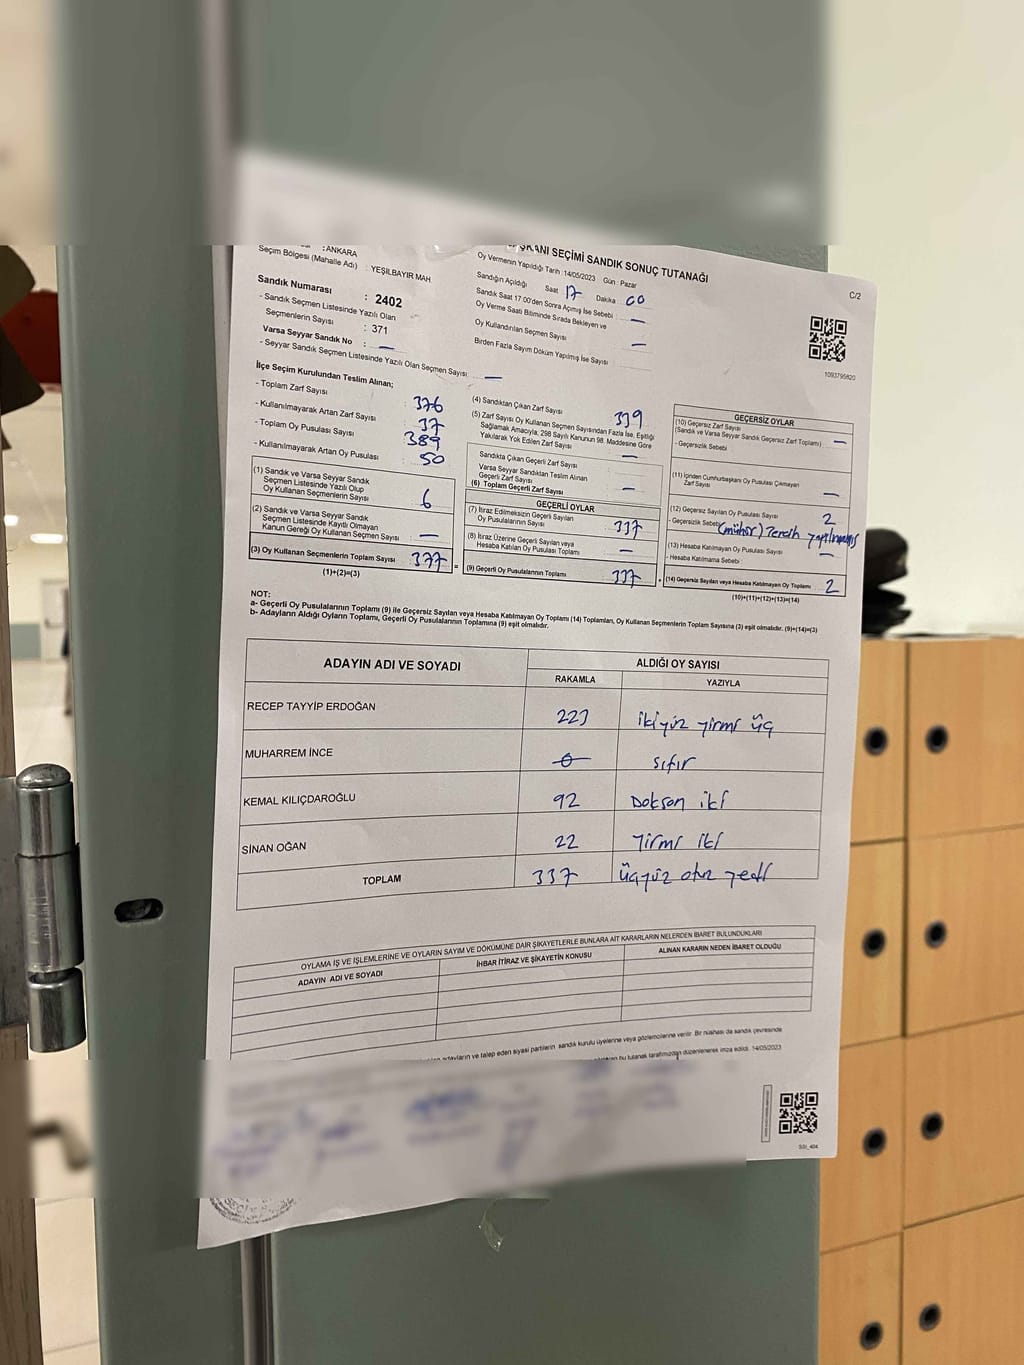 ŞKANI SEÇİMİ SANDIK SONUÇ TUTANAĞI
C/2
: ANKARA
Seçim Bölgesi (Mahalle Adı) : YEŞİLBAYIR MAH
Sandık Numarası : 2402
- Sandık Seçmen Listesinde Yazılı Olan
Seçmenlerin Sayısı : 371
Varsa Seyyar Sandık No : —
- Seyyar Sandık Seçmen Listesinde Yazılı Olan Seçmen Sayısı : —
Oy Vermenin Yapıldığı Tarih :14/05/2023 Gün : Pazar
Sandığın Açıldığı Saat 17 Dakika 00
Sandık Saat 17.00'den Sonra Açılmış İse Sebebi : —
Oy Verme Saati Bitiminde Sırada Bekleyen ve
Oy Kullandırılan Seçmen Sayısı : —
Birden Fazla Sayım Döküm Yapılmış İse Sayısı
1093795820
İlçe Seçim Kurulundan Teslim Alınan;
- Toplam Zarf Sayısı 376
- Kullanılmayarak Artan Zarf Sayısı 37
- Toplam Oy Pusulası Sayısı 389
- Kullanılmayarak Artan Oy Pusulası 50
(1) Sandık ve Varsa Seyyar Sandık
Seçmen Listesinde Yazılı Olup
Oy Kullanan Seçmenlerin Sayısı 6
(2) Sandık ve Varsa Seyyar Sandık
Seçmen Listesinde Kayıtlı Olmayan
Kanun Gereği Oy Kullanan Seçmen Sayısı —
(3) Oy Kullanan Seçmenlerin Toplam Sayısı 377
(1)+(2)=(3)
(4) Sandıktan Çıkan Zarf Sayısı 339
(5) Zarf Sayısı Oy Kullanan Seçmen Sayısından Fazla İse, Eşitliği
Sağlamak Amacıyla, 298 Sayılı Kanunun 98. Maddesine Göre
Yakılarak Yok Edilen Zarf Sayısı —
Sandıkta Çıkan Geçerli Zarf Sayısı
Varsa Seyyar Sandıktan Teslim Alınan
Geçerli Zarf Sayısı —
(6) Toplam Geçerli Zarf Sayısı
GEÇERLİ OYLAR
(7) İtiraz Edilmeksizin Geçerli Sayılan
Oy Pusulalarının Sayısı 337
(8) İtiraz Üzerine Geçerli Sayılan veya
Hesaba Katılan Oy Pusulası Toplamı —
(9) Geçerli Oy Pusulalarının Toplamı 337
GEÇERSİZ OYLAR
(10) Geçersiz Zarf Sayısı
(Sandık ve Varsa Seyyar Sandık Geçersiz Zarf Toplamı) —
- Geçersizlik Sebebi
(11) İçinden Cumhurbaşkanı Oy Pusulası Çıkmayan
Zarf Sayısı —
(12) Geçersiz Sayılan Oy Pusulası Sayısı 2
- Geçersizlik Sebebi (mühür) Tercih yapılmamış
(13) Hesaba Katılmayan Oy Pusulası Sayısı —
- Hesaba Katılmama Sebebi :
(14) Geçersiz Sayılan veya Hesaba Katılmayan Oy Toplamı 2
(10)+(11)+(12)+(13)=(14)
NOT:
a- Geçerli Oy Pusulalarının Toplamı (9) ile Geçersiz Sayılan veya Hesaba Katılmayan Oy Toplamı (14) Toplamları, Oy Kullanan Seçmenlerin Toplam Sayısına (3) eşit olmalıdır. (9)+(14)=(3)
b- Adayların Aldığı Oyların Toplamı, Geçerli Oy Pusulalarının Toplamına (9) eşit olmalıdır.
ADAYIN ADI VE SOYADI ALDIĞI OY SAYISI
RAKAMLA YAZIYLA
RECEP TAYYİP ERDOĞAN 223 ikiyüz yirmi üç
MUHARREM İNCE 0 sıfır
KEMAL KILIÇDAROĞLU 92 Doksan iki
SİNAN OĞAN 22 Yirmi iki
TOPLAM 337 üçyüz otuz yedi
OYLAMA İŞ VE İŞLEMLERİNE VE OYLARIN SAYIM VE DÖKÜMÜNE DAİR ŞİKAYETLERLE BUNLARA AİT KARARLARIN NELERDEN İBARET BULUNDUKLARI
ADAYIN ADI VE SOYADI İHBAR İTİRAZ VE ŞİKAYETİN KONUSU ALINAN KARARIN NEDEN İBARET OLDUĞU
adayların ve talep eden siyasi partilerin sandık kurulu üyelerine veya gözlemcilerine verilir. Bir nüshası da sandık çevresinde
bu tutanak tarafımızdan düzenlenerek imza edildi. 14/05/2023